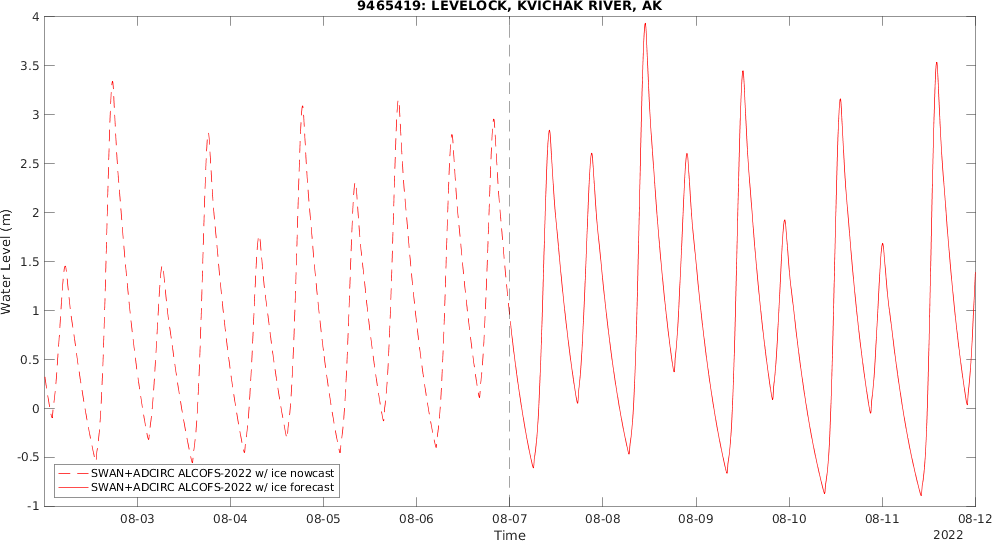 9465419: LEVELOCK, KVICHAK RIVER, AK
4
3.5
3
2.5
2
1.5
1
0.5
0
-0.5
-1
Water Level (m)
SWAN+ADCIRC ALCOFS-2022 w/ ice nowcast
SWAN+ADCIRC ALCOFS-2022 w/ ice forecast
08-03 08-04 08-05 08-06 08-07 08-08 08-09 08-10 08-11 08-12
Time
2022